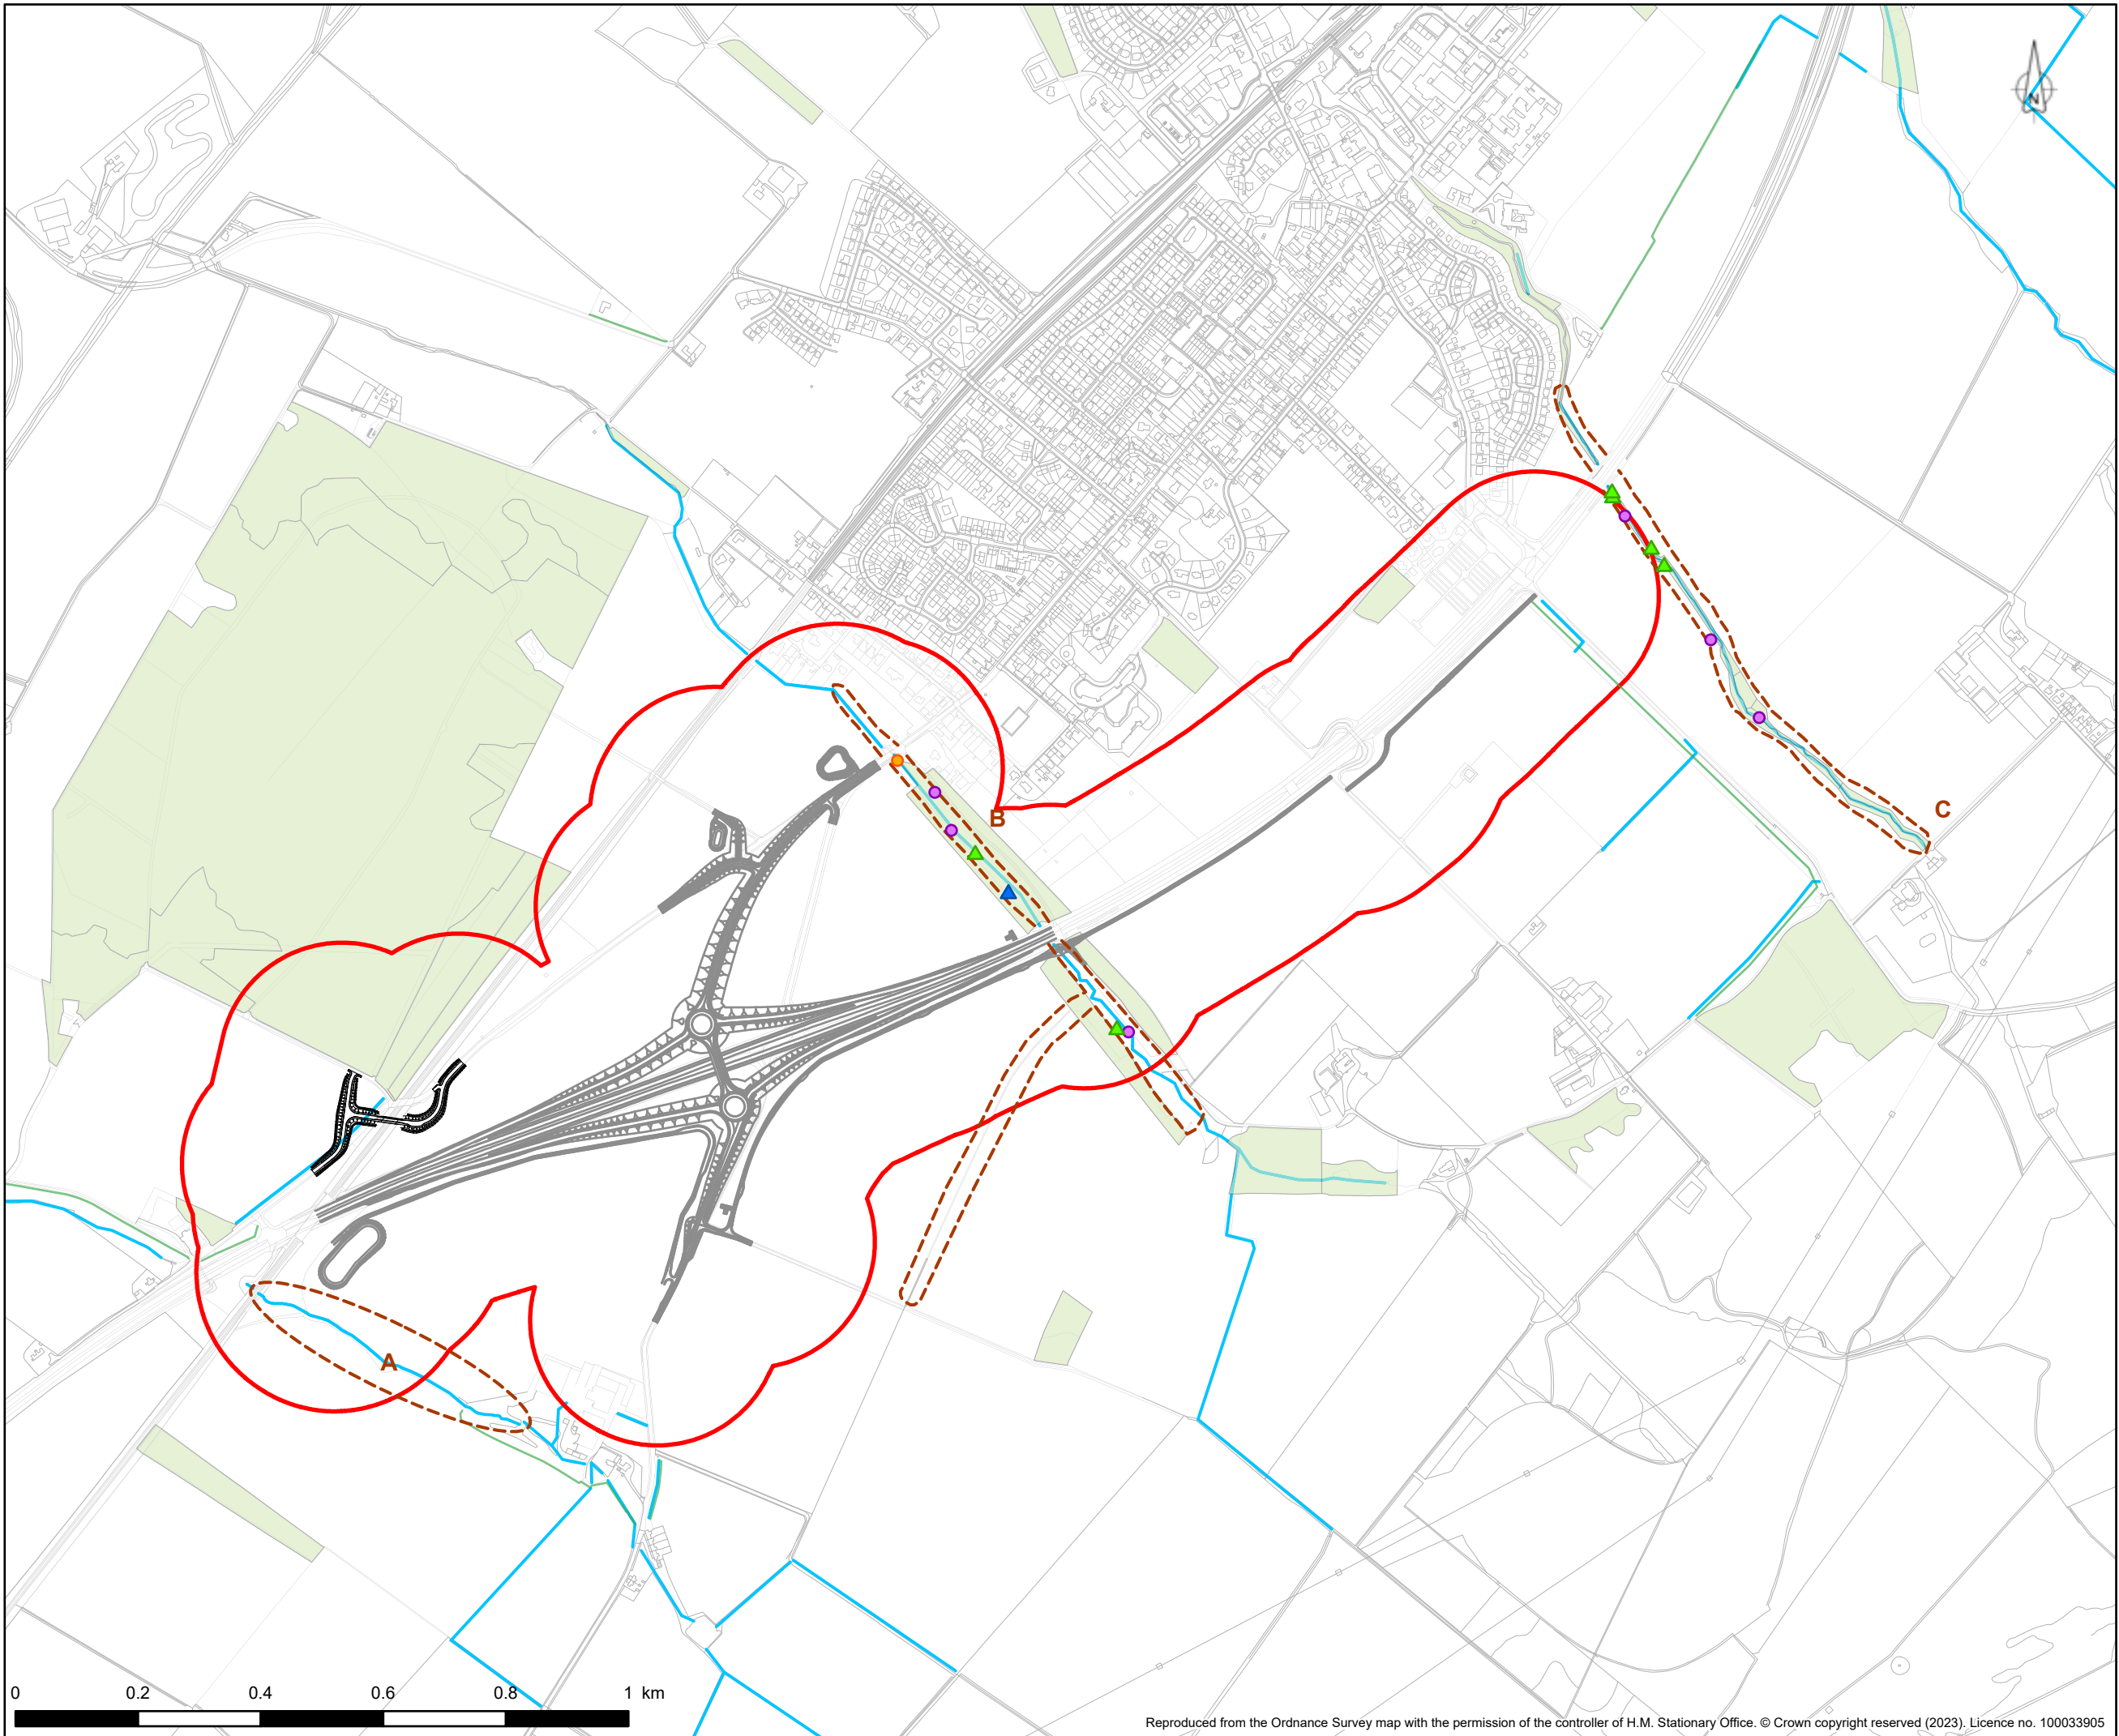 N
B
C
A
0 0.2 0.4 0.6 0.8 1 km
Reproduced from the Ordnance Survey map with the permission of the controller of H.M. Stationary Office. © Crown copyright reserved (2023). Licence no. 100033905